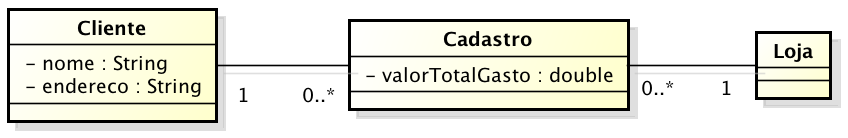 Cliente
- nome : String
- endereco : String
1
0..*
Cadastro
- valorTotalGasto : double
0..*
1
Loja